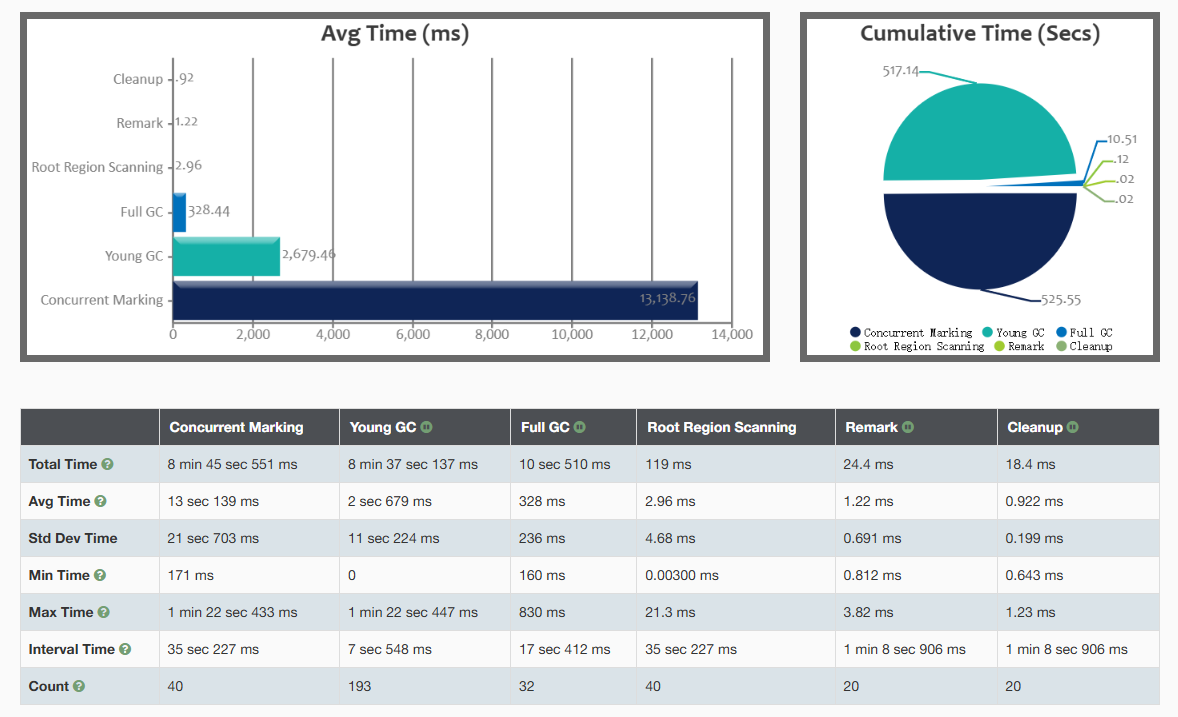 Avg Time (ms)
Cleanup .92
Remark 1.22
Root Region Scanning 2.96
Full GC 328.44
Young GC 2,679.46
Concurrent Marking 13,138.76
0 2,000 4,000 6,000 8,000 10,000 12,000 14,000
Cumulative Time (Secs)
517.14
10.51
.12
.02
.02
525.55
Concurrent Marking Young GC Full GC
Root Region Scanning Remark Cleanup
Concurrent Marking Young GC Full GC Root Region Scanning Remark Cleanup
Total Time 8 min 45 sec 551 ms 8 min 37 sec 137 ms 10 sec 510 ms 119 ms 24.4 ms 18.4 ms
Avg Time 13 sec 139 ms 2 sec 679 ms 328 ms 2.96 ms 1.22 ms 0.922 ms
Std Dev Time 21 sec 703 ms 11 sec 224 ms 236 ms 4.68 ms 0.691 ms 0.199 ms
Min Time 171 ms 0 160 ms 0.00300 ms 0.812 ms 0.643 ms
Max Time 1 min 22 sec 433 ms 1 min 22 sec 447 ms 830 ms 21.3 ms 3.82 ms 1.23 ms
Interval Time 35 sec 227 ms 7 sec 548 ms 17 sec 412 ms 35 sec 227 ms 1 min 8 sec 906 ms 1 min 8 sec 906 ms
Count 40 193 32 40 20 20